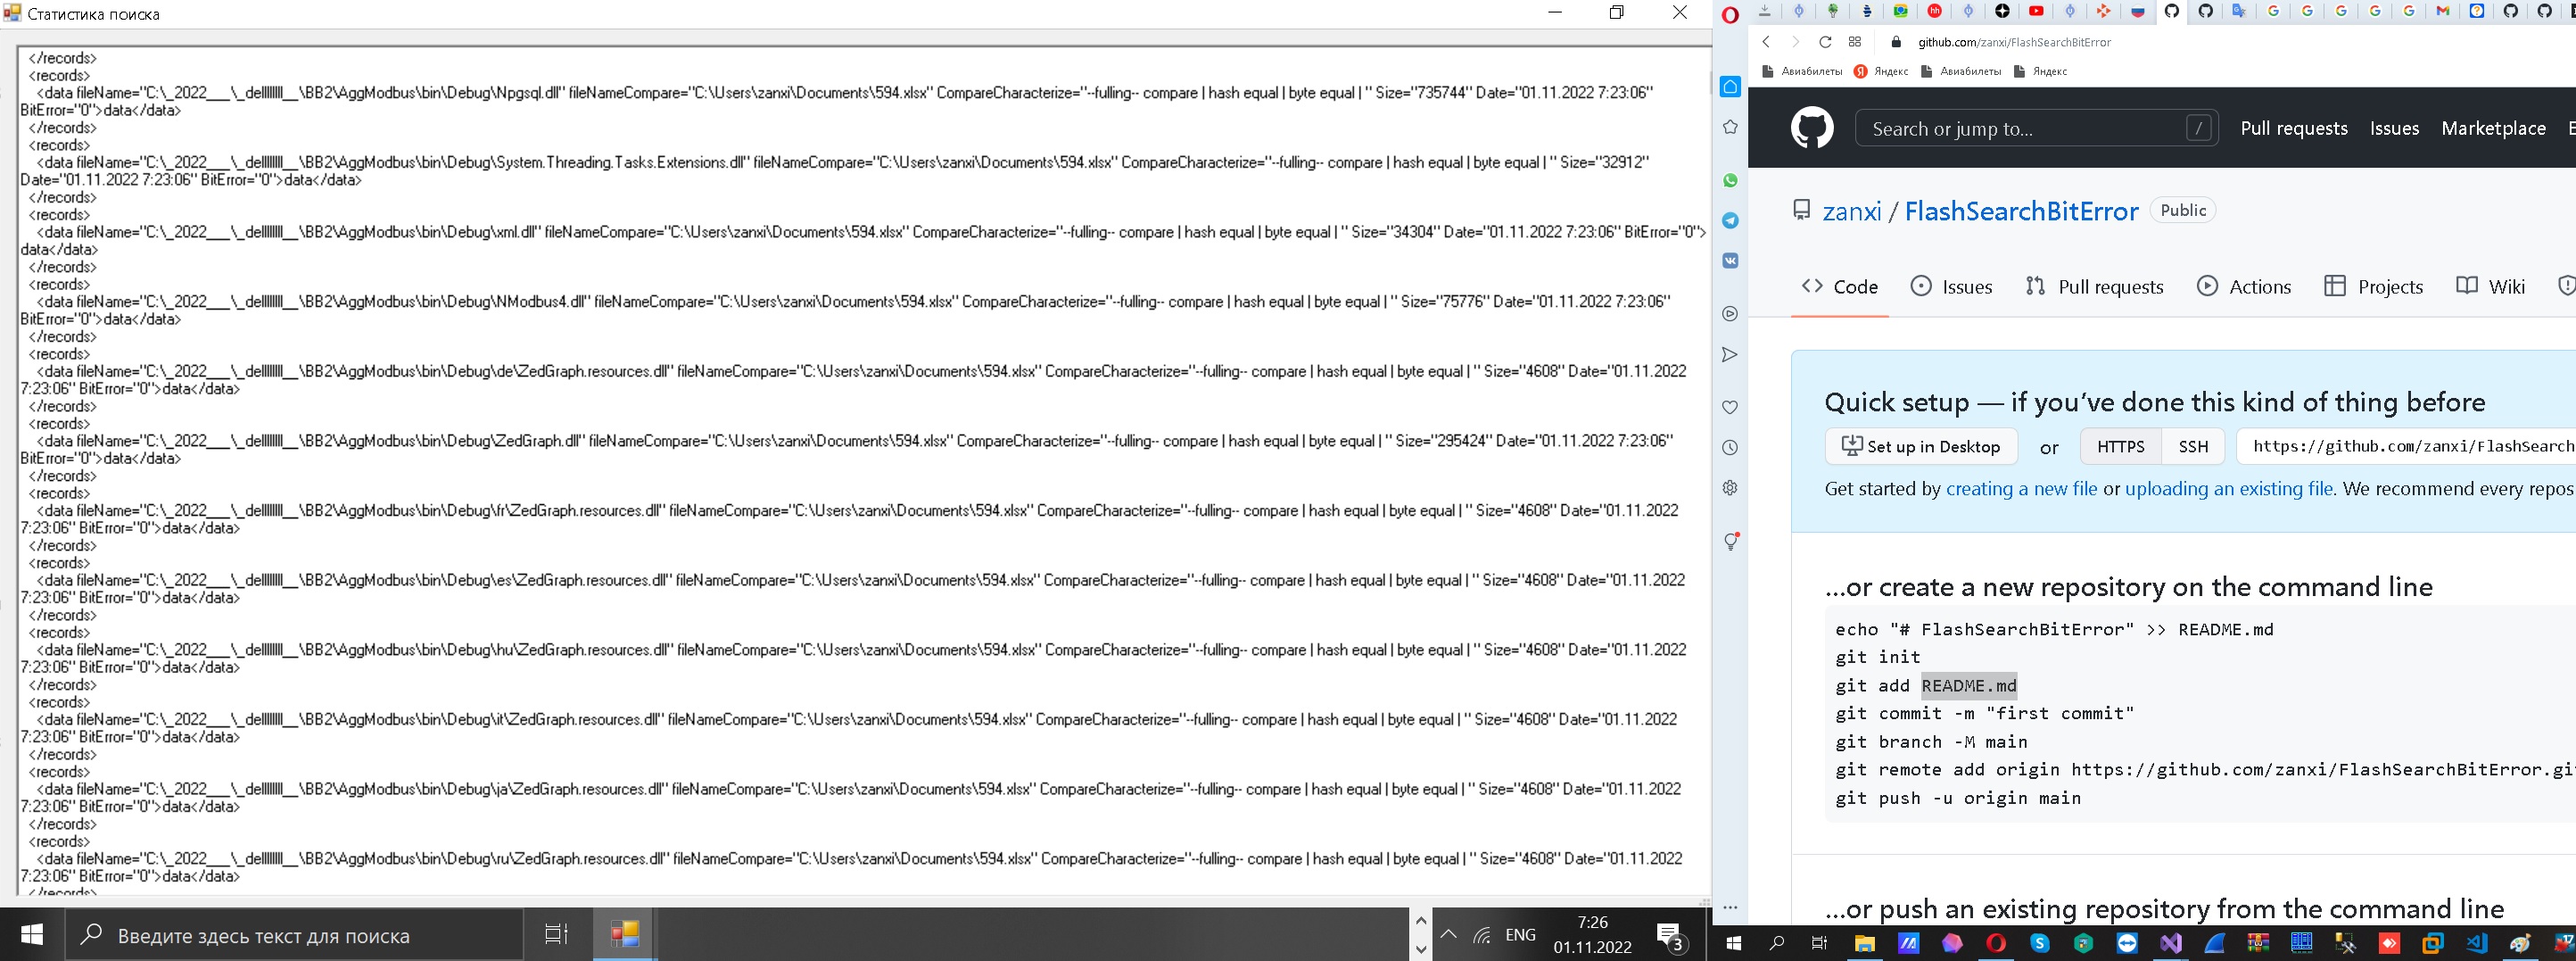 Статистика поиска
</records>
<records>
<data fileName="C:\_2022___\_dellllllll__\BB2\AggModbus\bin\Debug\Npgsql.dll" fileNameCompare="C:\Users\zanxi\Documents\594.xlsx" CompareCharacterize="--fulling-- compare | hash equal | byte equal | " Size="735744" Date="01.11.2022 7:23:06"
BitError="0">data</data>
</records>
<records>
<data fileName="C:\_2022___\_dellllllll__\BB2\AggModbus\bin\Debug\System.Threading.Tasks.Extensions.dll" fileNameCompare="C:\Users\zanxi\Documents\594.xlsx" CompareCharacterize="--fulling-- compare | hash equal | byte equal | " Size="32912"
Date="01.11.2022 7:23:06" BitError="0">data</data>
</records>
<records>
<data fileName="C:\_2022___\_dellllllll__\BB2\AggModbus\bin\Debug\xml.dll" fileNameCompare="C:\Users\zanxi\Documents\594.xlsx" CompareCharacterize="--fulling-- compare | hash equal | byte equal | " Size="34304" Date="01.11.2022 7:23:06" BitError="0">
data</data>
</records>
<records>
<data fileName="C:\_2022___\_dellllllll__\BB2\AggModbus\bin\Debug\NModbus4.dll" fileNameCompare="C:\Users\zanxi\Documents\594.xlsx" CompareCharacterize="--fulling-- compare | hash equal | byte equal | " Size="75776" Date="01.11.2022 7:23:06"
BitError="0">data</data>
</records>
<records>
<data fileName="C:\_2022___\_dellllllll__\BB2\AggModbus\bin\Debug\de\ZedGraph.resources.dll" fileNameCompare="C:\Users\zanxi\Documents\594.xlsx" CompareCharacterize="--fulling-- compare | hash equal | byte equal | " Size="4608" Date="01.11.2022
7:23:06" BitError="0">data</data>
</records>
<records>
<data fileName="C:\_2022___\_dellllllll__\BB2\AggModbus\bin\Debug\ZedGraph.dll" fileNameCompare="C:\Users\zanxi\Documents\594.xlsx" CompareCharacterize="--fulling-- compare | hash equal | byte equal | " Size="295424" Date="01.11.2022 7:23:06"
BitError="0">data</data>
</records>
<records>
<data fileName="C:\_2022___\_dellllllll__\BB2\AggModbus\bin\Debug\fr\ZedGraph.resources.dll" fileNameCompare="C:\Users\zanxi\Documents\594.xlsx" CompareCharacterize="--fulling-- compare | hash equal | byte equal | " Size="4608" Date="01.11.2022
7:23:06" BitError="0">data</data>
</records>
<records>
<data fileName="C:\_2022___\_dellllllll__\BB2\AggModbus\bin\Debug\es\ZedGraph.resources.dll" fileNameCompare="C:\Users\zanxi\Documents\594.xlsx" CompareCharacterize="--fulling-- compare | hash equal | byte equal | " Size="4608" Date="01.11.2022
7:23:06" BitError="0">data</data>
</records>
<records>
<data fileName="C:\_2022___\_dellllllll__\BB2\AggModbus\bin\Debug\hu\ZedGraph.resources.dll" fileNameCompare="C:\Users\zanxi\Documents\594.xlsx" CompareCharacterize="--fulling-- compare | hash equal | byte equal | " Size="4608" Date="01.11.2022
7:23:06" BitError="0">data</data>
</records>
<records>
<data fileName="C:\_2022___\_dellllllll__\BB2\AggModbus\bin\Debug\it\ZedGraph.resources.dll" fileNameCompare="C:\Users\zanxi\Documents\594.xlsx" CompareCharacterize="--fulling-- compare | hash equal | byte equal | " Size="4608" Date="01.11.2022
7:23:06" BitError="0">data</data>
</records>
<records>
<data fileName="C:\_2022___\_dellllllll__\BB2\AggModbus\bin\Debug\ja\ZedGraph.resources.dll" fileNameCompare="C:\Users\zanxi\Documents\594.xlsx" CompareCharacterize="--fulling-- compare | hash equal | byte equal | " Size="4608" Date="01.11.2022
7:23:06" BitError="0">data</data>
</records>
<records>
<data fileName="C:\_2022___\_dellllllll__\BB2\AggModbus\bin\Debug\ru\ZedGraph.resources.dll" fileNameCompare="C:\Users\zanxi\Documents\594.xlsx" CompareCharacterize="--fulling-- compare | hash equal | byte equal | " Size="4608" Date="01.11.2022
7:23:06" BitError="0">data</data>
</records>
Введите здесь текст для поиска
ENG
7:26
01.11.2022
3
github.com/zanxi/FlashSearchBitError
Авиабилеты Яндекс Авиабилеты Яндекс
Search or jump to... /
Pull requests Issues Marketplace
zanxi / FlashSearchBitError Public
Code Issues Pull requests Actions Projects Wiki
Quick setup — if you've done this kind of thing before
Set up in Desktop or HTTPS SSH https://github.com/zanxi/FlashSearch
Get started by creating a new file or uploading an existing file. We recommend every repos
…or create a new repository on the command line
echo "# FlashSearchBitError" >> README.md
git init
git add README.md
git commit -m "first commit"
git branch -M main
git remote add origin https://github.com/zanxi/FlashSearchBitError.gi
git push -u origin main
…or push an existing repository from the command line